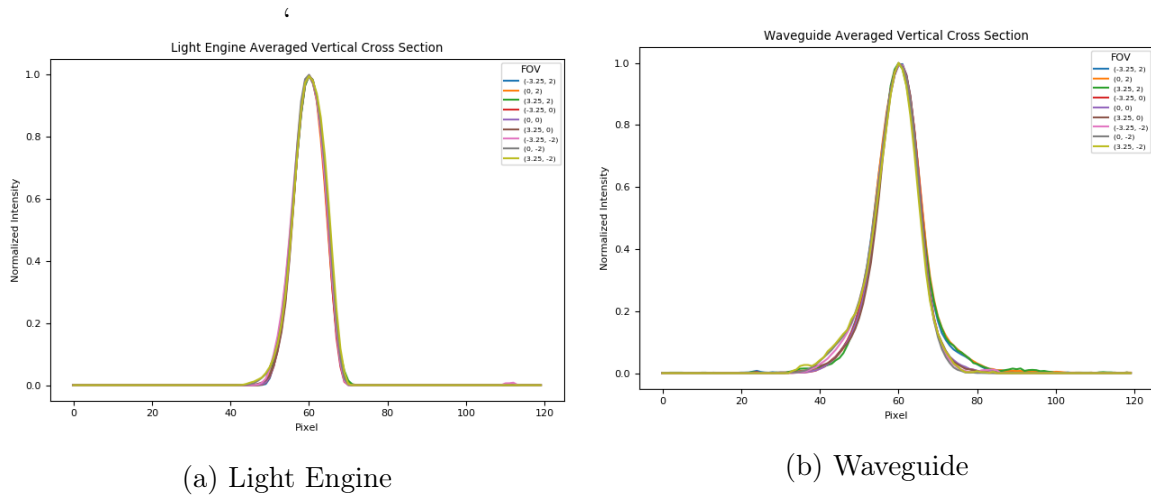 ‘
Light Engine Averaged Vertical Cross Section
FOV
(-3.25, 2)
(0, 2)
(3.25, 2)
(-3.25, 0)
(0, 0)
(3.25, 0)
(-3.25, -2)
(0, -2)
(3.25, -2)
Normalized Intensity
1.0
0.8
0.6
0.4
0.2
0.0
0 20 40 60 80 100 120
Pixel
(a) Light Engine
Waveguide Averaged Vertical Cross Section
FOV
(-3.25, 2)
(0, 2)
(3.25, 2)
(-3.25, 0)
(0, 0)
(3.25, 0)
(-3.25, -2)
(0, -2)
(3.25, -2)
Normalized Intensity
1.0
0.8
0.6
0.4
0.2
0.0
0 20 40 60 80 100 120
Pixel
(b) Waveguide